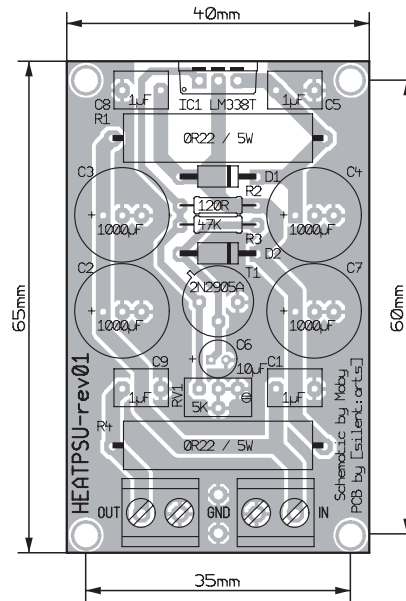 40mm
C8
1µF
IC1 LM338T
1µF
C5
R1
0R22 / 5W
C3
D1
C4
R2
120R
1000µF
47K
1000µF
R3
D2
C2
T1
C7
2N2905A
65mm
60mm
1000µF
1000µF
C6
10µF
C9
C1
1µF
RV1
1µF
5K
R4
0R22 / 5W
HEATPSU-rev01
Schematic by Moby
PCB by [silent:arts]
OUT
GND
IN
35mm